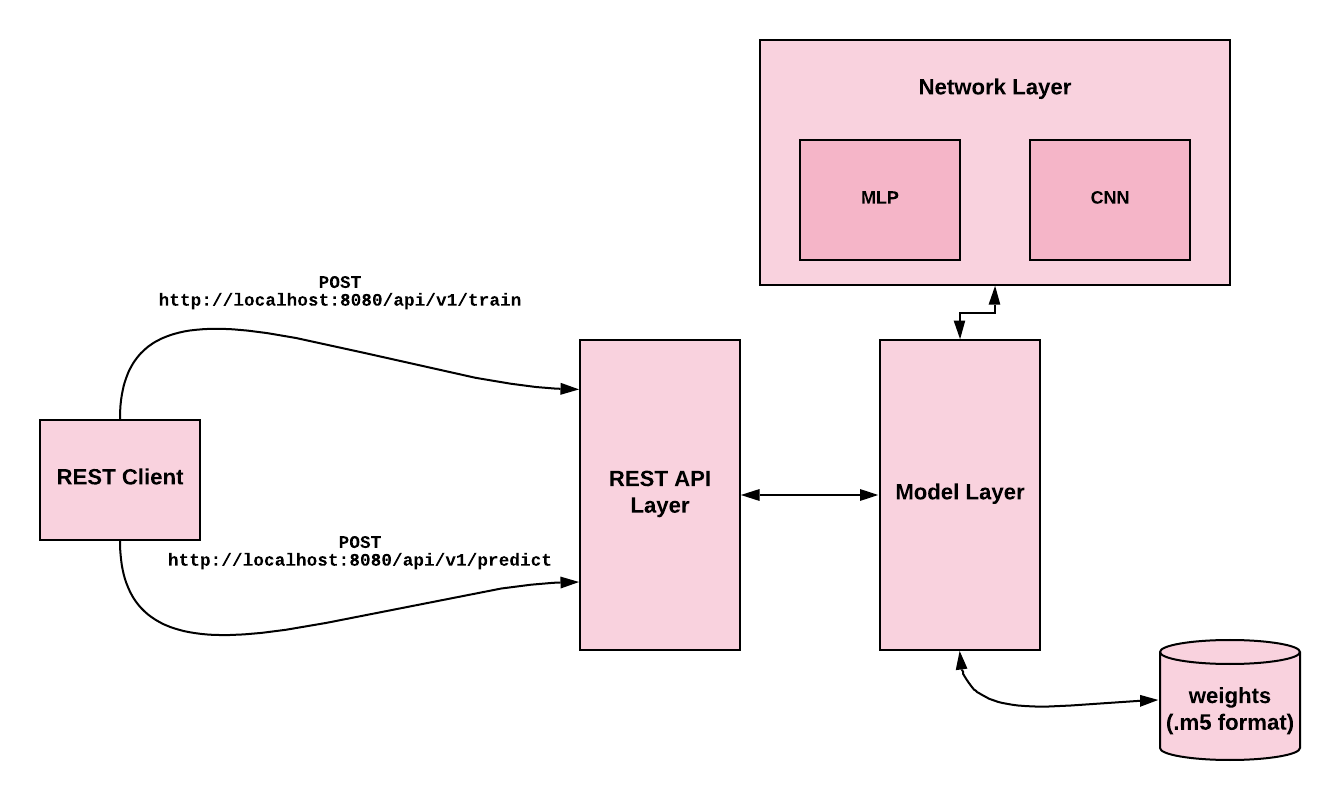 Network Layer
MLP
CNN
POST
http://localhost:8080/api/v1/train
REST Client
REST API
Layer
Model Layer
POST
http://localhost:8080/api/v1/predict
weights
(.m5 format)